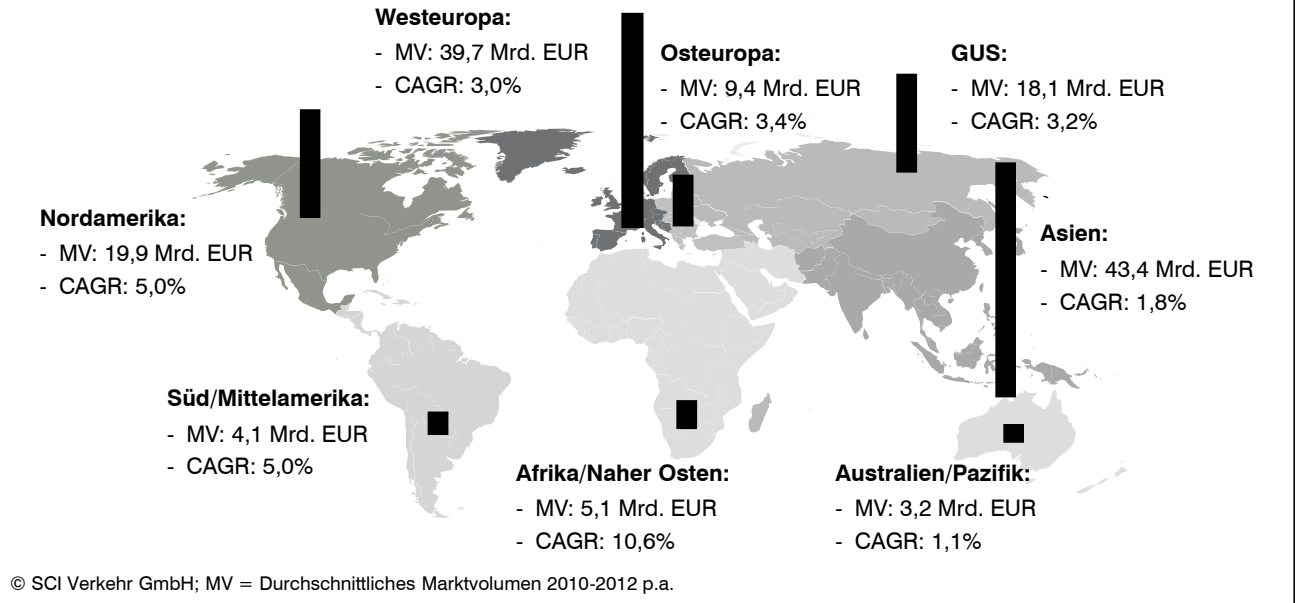 Westeuropa:
- MV: 39,7 Mrd. EUR
- CAGR: 3,0%
Osteuropa:
- MV: 9,4 Mrd. EUR
- CAGR: 3,4%
GUS:
- MV: 18,1 Mrd. EUR
- CAGR: 3,2%
Nordamerika:
- MV: 19,9 Mrd. EUR
- CAGR: 5,0%
Asien:
- MV: 43,4 Mrd. EUR
- CAGR: 1,8%
Süd/Mittelamerika:
- MV: 4,1 Mrd. EUR
- CAGR: 5,0%
Afrika/Naher Osten:
- MV: 5,1 Mrd. EUR
- CAGR: 10,6%
Australien/Pazifik:
- MV: 3,2 Mrd. EUR
- CAGR: 1,1%
© SCI Verkehr GmbH; MV = Durchschnittliches Marktvolumen 2010-2012 p.a.